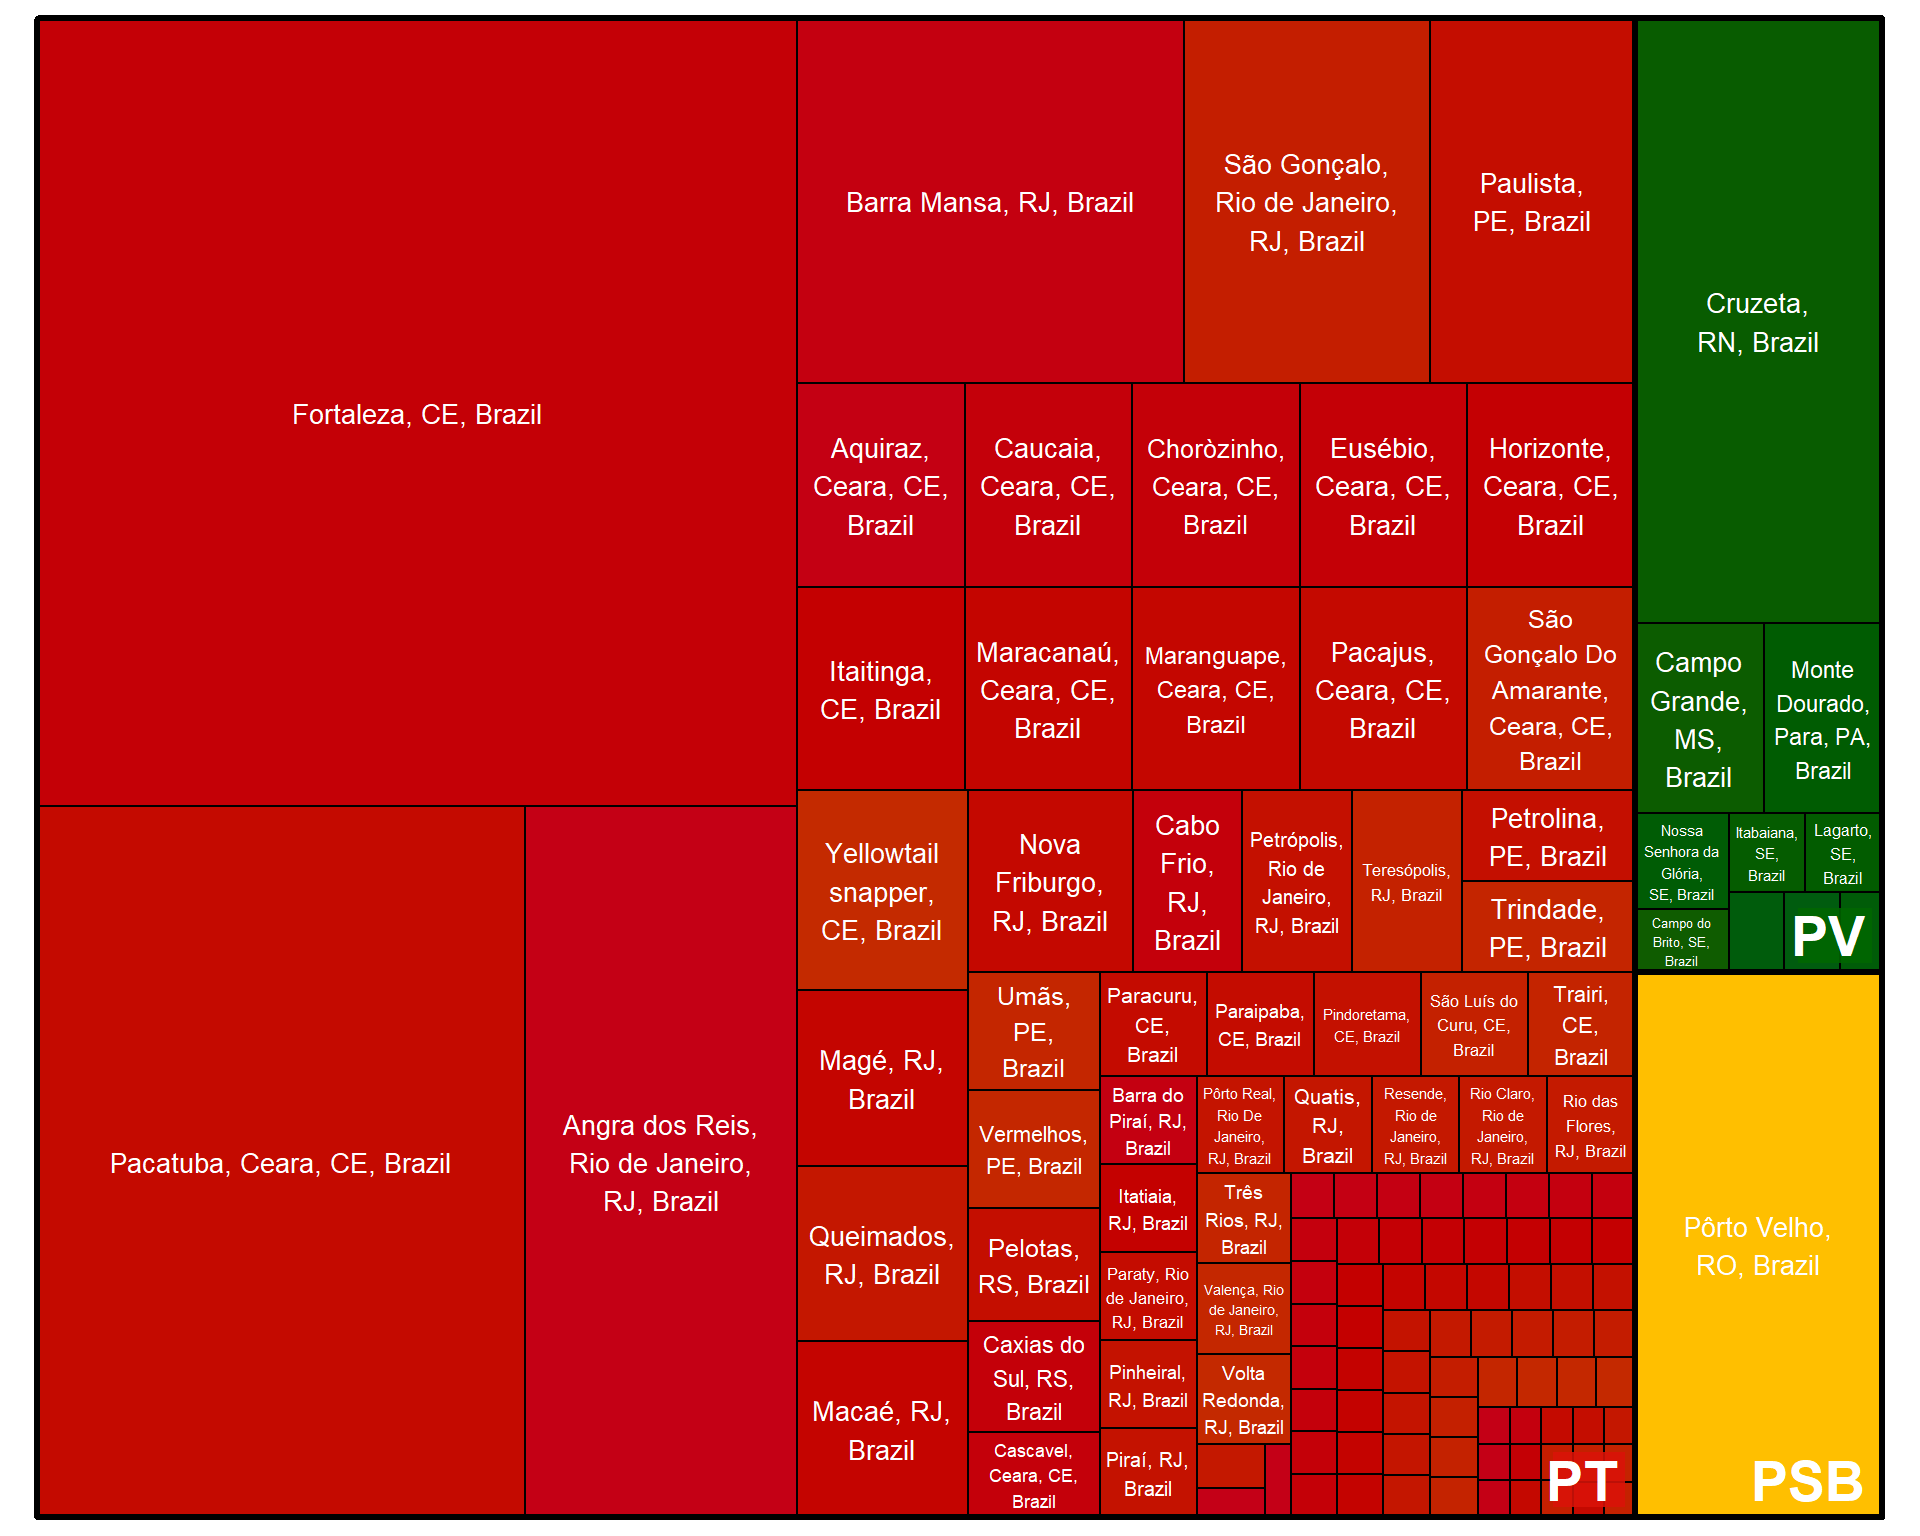 Fortaleza, CE, Brazil
Pacatuba, Ceara, CE, Brazil
Angra dos Reis,
Rio de Janeiro,
RJ, Brazil
Barra Mansa, RJ, Brazil
São Gonçalo,
Rio de Janeiro,
RJ, Brazil
Paulista,
PE, Brazil
Aquiraz,
Ceara, CE,
Brazil
Caucaia,
Ceara, CE,
Brazil
Choròzinho,
Ceara, CE,
Brazil
Eusébio,
Ceara, CE,
Brazil
Horizonte,
Ceara, CE,
Brazil
Itaitinga,
CE, Brazil
Maracanaú,
Ceara, CE,
Brazil
Maranguape,
Ceara, CE,
Brazil
Pacajus,
Ceara, CE,
Brazil
São
Gonçalo Do
Amarante,
Ceara, CE,
Brazil
Yellowtail
snapper,
CE, Brazil
Nova
Friburgo,
RJ, Brazil
Cabo
Frio,
RJ,
Brazil
Petrópolis,
Rio de
Janeiro,
RJ, Brazil
Teresópolis,
RJ, Brazil
Petrolina,
PE, Brazil
Trindade,
PE, Brazil
Magé, RJ,
Brazil
Queimados,
RJ, Brazil
Macaé, RJ,
Brazil
Umãs,
PE,
Brazil
Vermelhos,
PE, Brazil
Pelotas,
RS, Brazil
Caxias do
Sul, RS,
Brazil
Cascavel,
Ceara, CE,
Brazil
Paracuru,
CE,
Brazil
Paraipaba,
CE, Brazil
Pindoretama,
CE, Brazil
São Luís do
Curu, CE,
Brazil
Trairi,
CE,
Brazil
Barra do
Piraí, RJ,
Brazil
Itatiaia,
RJ, Brazil
Paraty, Rio
de Janeiro,
RJ, Brazil
Pinheiral,
RJ, Brazil
Piraí, RJ,
Brazil
Pôrto Real,
Rio De
Janeiro,
RJ, Brazil
Quatis,
RJ,
Brazil
Resende,
Rio de
Janeiro,
RJ, Brazil
Rio Claro,
Rio de
Janeiro,
RJ, Brazil
Rio das
Flores,
RJ, Brazil
Três
Rios, RJ,
Brazil
Valença, Rio
de Janeiro,
RJ, Brazil
Volta
Redonda,
RJ, Brazil
PT
Cruzeta,
RN, Brazil
Campo
Grande,
MS,
Brazil
Monte
Dourado,
Para, PA,
Brazil
Nossa
Senhora da
Glória,
SE, Brazil
Itabaiana,
SE,
Brazil
Lagarto,
SE,
Brazil
Campo do
Brito, SE,
Brazil
PV
Pôrto Velho,
RO, Brazil
PSB